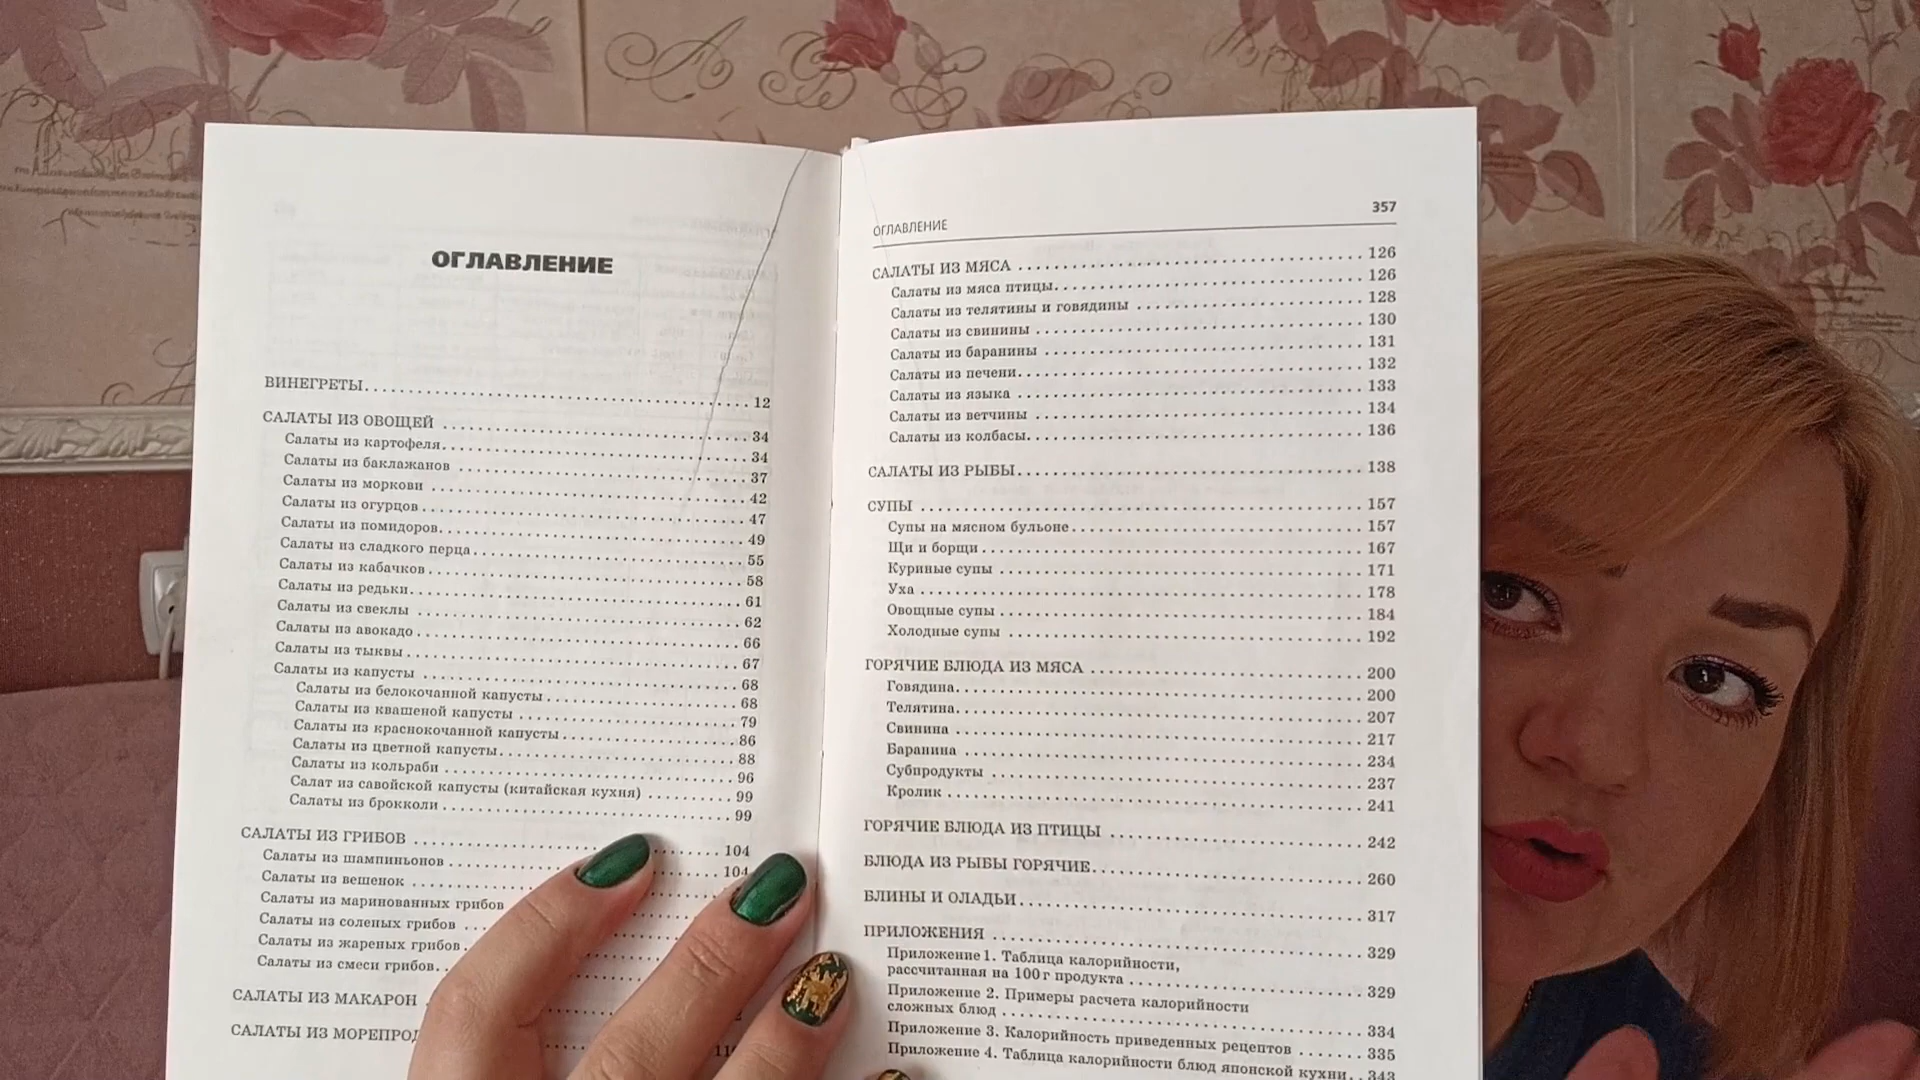 А Б С
ОГЛАВЛЕНИЕ
ВИНЕГРЕТЫ.................... 12
САЛАТЫ ИЗ ОВОЩЕЙ .................... 34
Салаты из картофеля.................... 34
Салаты из баклажанов .................... 37
Салаты из моркови .................... 42
Салаты из огурцов .................... 47
Салаты из помидоров.................... 49
Салаты из сладкого перца.................... 55
Салаты из кабачков.................... 58
Салаты из редьки.................... 61
Салаты из свеклы .................... 62
Салаты из авокадо .................... 66
Салаты из тыквы.................... 67
Салаты из капусты .................... 68
Салаты из белокочанной капусты.................... 68
Салаты из квашеной капусты .................... 79
Салаты из краснокочанной капусты.................... 86
Салаты из цветной капусты.................... 88
Салаты из кольраби .................... 96
Салат из савойской капусты (китайская кухня) .......... 99
Салаты из брокколи .................... 99
САЛАТЫ ИЗ ГРИБОВ .................... 104
Салаты из шампиньонов .................... 104
Салаты из вешенок ....................
Салаты из маринованных грибов
Салаты из соленых грибов ....
Салаты из жареных грибов.
Салаты из смеси грибов..
САЛАТЫ ИЗ МАКАРОН .
САЛАТЫ ИЗ МОРЕПРОД
357
ОГЛАВЛЕНИЕ
САЛАТЫ ИЗ МЯСА .................... 126
Салаты из мяса птицы.................... 126
Салаты из телятины и говядины .................... 128
Салаты из свинины .................... 130
Салаты из баранины .................... 131
Салаты из печени.................... 132
Салаты из языка .................... 133
Салаты из ветчины .................... 134
Салаты из колбасы.................... 136
САЛАТЫ ИЗ РЫБЫ.................... 138
СУПЫ .................... 157
Супы на мясном бульоне.................... 157
Щи и борщи.................... 167
Куриные супы .................... 171
Уха .................... 178
Овощные супы .................... 184
Холодные супы .................... 192
ГОРЯЧИЕ БЛЮДА ИЗ МЯСА .................... 200
Говядина.................... 200
Телятина.................... 207
Свинина .................... 217
Баранина .................... 234
Субпродукты .................... 237
Кролик .................... 241
ГОРЯЧИЕ БЛЮДА ИЗ ПТИЦЫ .................... 242
БЛЮДА ИЗ РЫБЫ ГОРЯЧИЕ.................... 260
БЛИНЫ И ОЛАДЬИ.................... 317
ПРИЛОЖЕНИЯ .................... 329
Приложение 1. Таблица калорийности,
рассчитанная на 100 г продукта .................... 329
Приложение 2. Примеры расчета калорийности
сложных блюд .................... 334
Приложение 3. Калорийность приведенных рецептов ....... 335
Приложение 4. Таблица калорийности блюд японской кухни.. 343